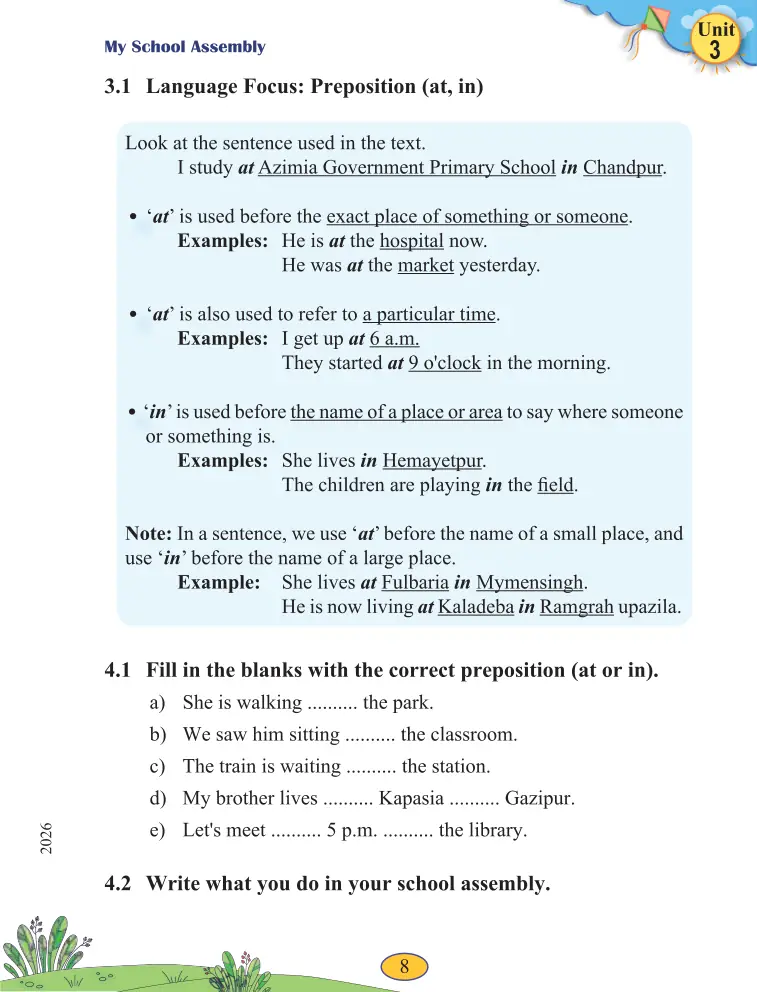 My School Assembly
Unit
3
3.1 Language Focus: Preposition (at, in)
Look at the sentence used in the text.
I study at Azimia Government Primary School in Chandpur.
• ‘at’ is used before the exact place of something or someone.
Examples: He is at the hospital now.
He was at the market yesterday.
• ‘at’ is also used to refer to a particular time.
Examples: I get up at 6 a.m.
They started at 9 o'clock in the morning.
• ‘in’ is used before the name of a place or area to say where someone
or something is.
Examples: She lives in Hemayetpur.
The children are playing in the field.
Note: In a sentence, we use ‘at’ before the name of a small place, and
use ‘in’ before the name of a large place.
Example: She lives at Fulbaria in Mymensingh.
He is now living at Kaladeba in Ramgrah upazila.
4.1 Fill in the blanks with the correct preposition (at or in).
a) She is walking .......... the park.
b) We saw him sitting .......... the classroom.
c) The train is waiting .......... the station.
d) My brother lives .......... Kapasia .......... Gazipur.
e) Let's meet .......... 5 p.m. .......... the library.
4.2 Write what you do in your school assembly.
2026
8